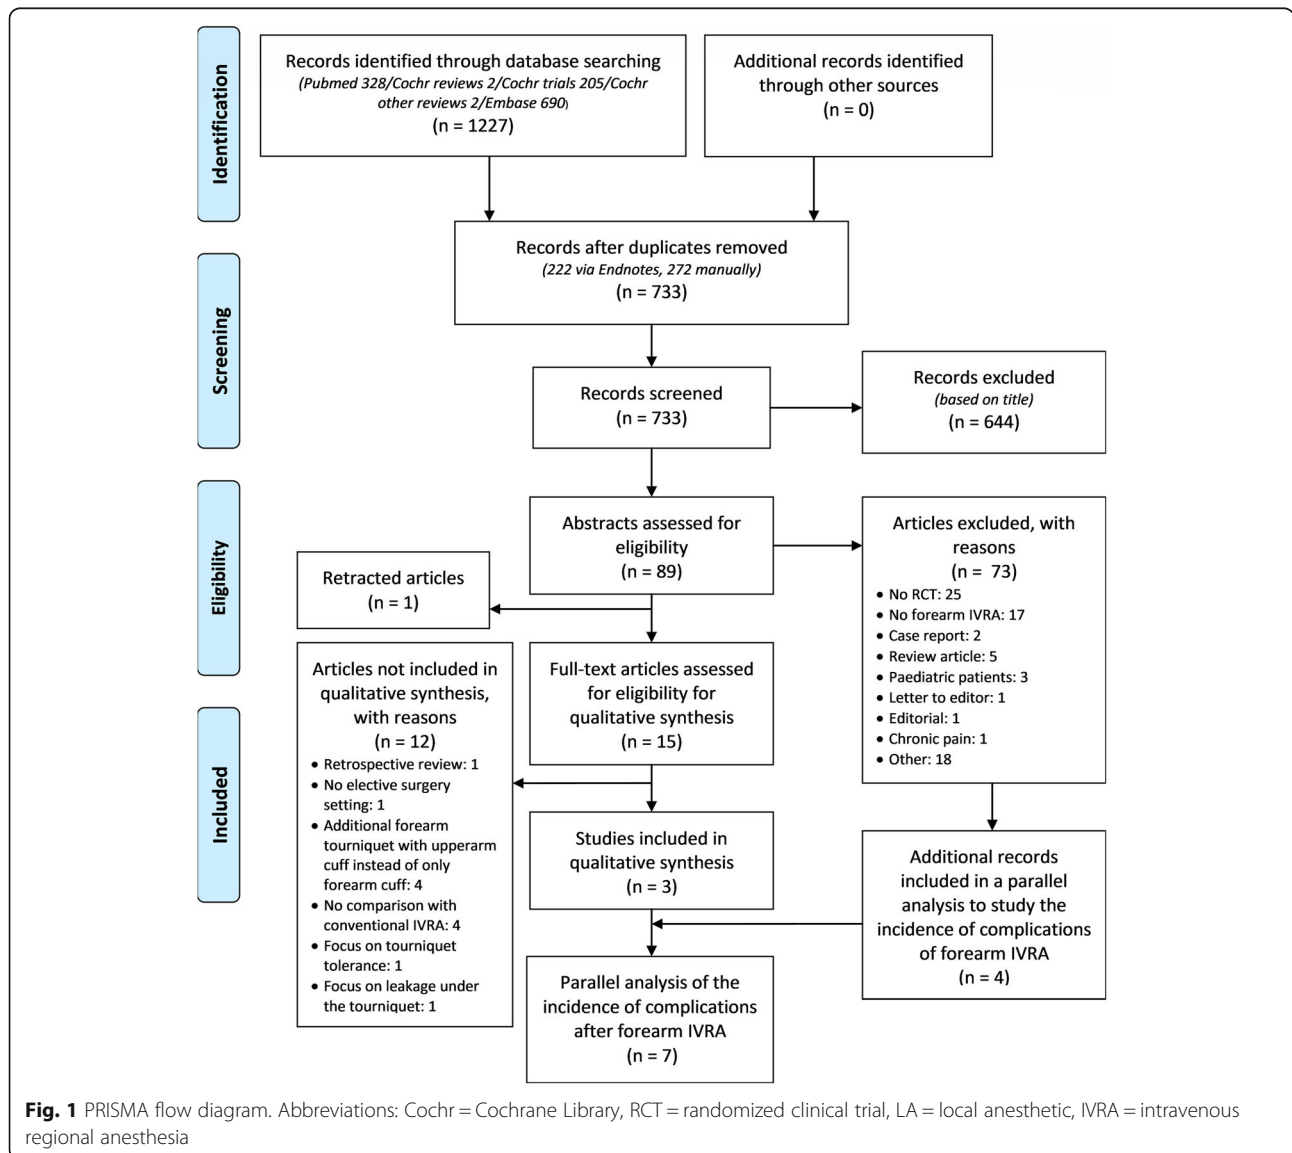 Identification
Records identified through database searching
(Pubmed 328/Cochr reviews 2/Cochr trials 205/Cochr
other reviews 2/Embase 690)
(n = 1227)
Additional records identified
through other sources
(n = 0)
Records after duplicates removed
(222 via Endnotes, 272 manually)
(n = 733)
Screening
Records screened
(n = 733)
Records excluded
(based on title)
(n = 644)
Eligibility
Abstracts assessed for
eligibility
(n = 89)
Articles excluded, with
reasons
(n = 73)
• No RCT: 25
• No forearm IVRA: 17
• Case report: 2
• Review article: 5
• Paediatric patients: 3
• Letter to editor: 1
• Editorial: 1
• Chronic pain: 1
• Other: 18
Retracted articles
(n = 1)
Full-text articles assessed
for eligibility for
qualitative synthesis
(n = 15)
Articles not included in
qualitative synthesis,
with reasons
(n = 12)
• Retrospective review: 1
• No elective surgery
setting: 1
• Additional forearm
tourniquet with upperarm
cuff instead of only
forearm cuff: 4
• No comparison with
conventional IVRA: 4
• Focus on tourniquet
tolerance: 1
• Focus on leakage under
the tourniquet: 1
Included
Studies included in
qualitative synthesis
(n = 3)
Additional records
included in a parallel
analysis to study the
incidence of complications
of forearm IVRA
(n = 4)
Parallel analysis of the
incidence of complications
after forearm IVRA
(n = 7)
Fig. 1 PRISMA flow diagram. Abbreviations: Cochr = Cochrane Library, RCT = randomized clinical trial, LA = local anesthetic, IVRA = intravenous
regional anesthesia